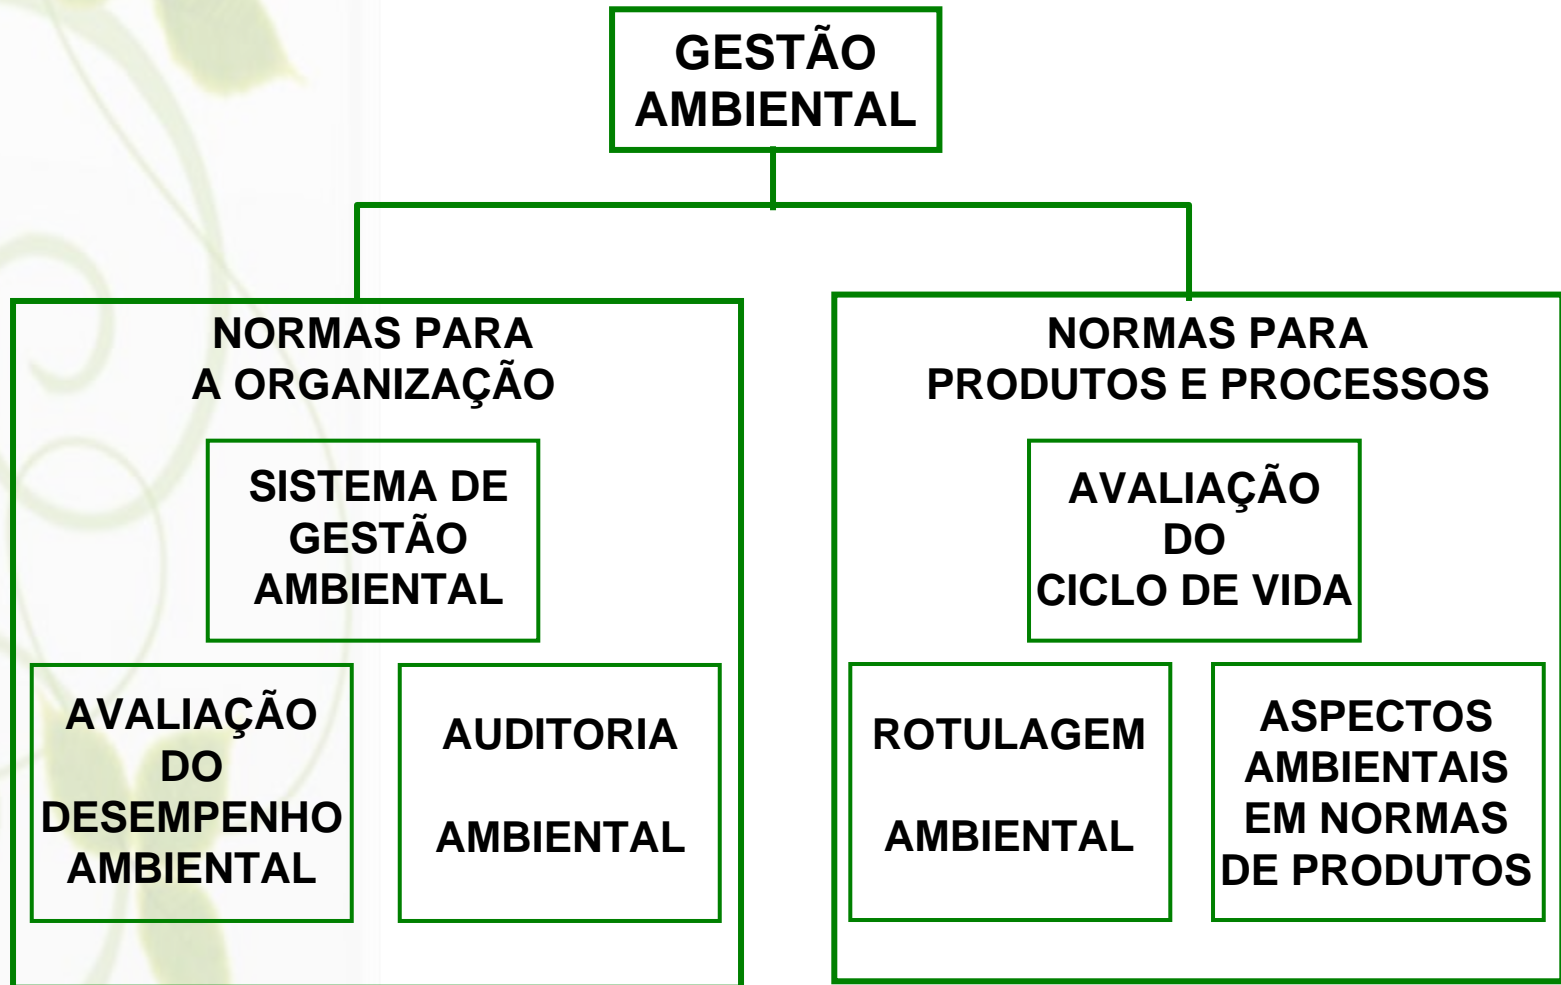 GESTÃO
AMBIENTAL
NORMAS PARA
A ORGANIZAÇÃO
SISTEMA DE
GESTÃO
AMBIENTAL
AVALIAÇÃO
DO
DESEMPENHO
AMBIENTAL
AUDITORIA
AMBIENTAL
NORMAS PARA
PRODUTOS E PROCESSOS
AVALIAÇÃO
DO
CICLO DE VIDA
ROTULAGEM
AMBIENTAL
ASPECTOS
AMBIENTAIS
EM NORMAS
DE PRODUTOS